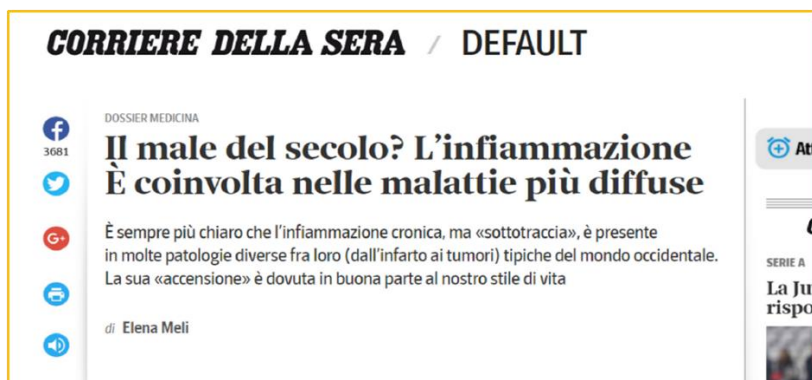 CORRIERE DELLA SERA / DEFAULT
DOSSIER MEDICINA
Il male del secolo? L'infiammazione
È coinvolta nelle malattie più diffuse
3681
È sempre più chiaro che l'infiammazione cronica, ma «sottotraccia», è presente
in molte patologie diverse fra loro (dall'infarto ai tumori) tipiche del mondo occidentale.
La sua «accensione» è dovuta in buona parte al nostro stile di vita
di Elena Meli
G+
SERIE A
La Ju
rispo